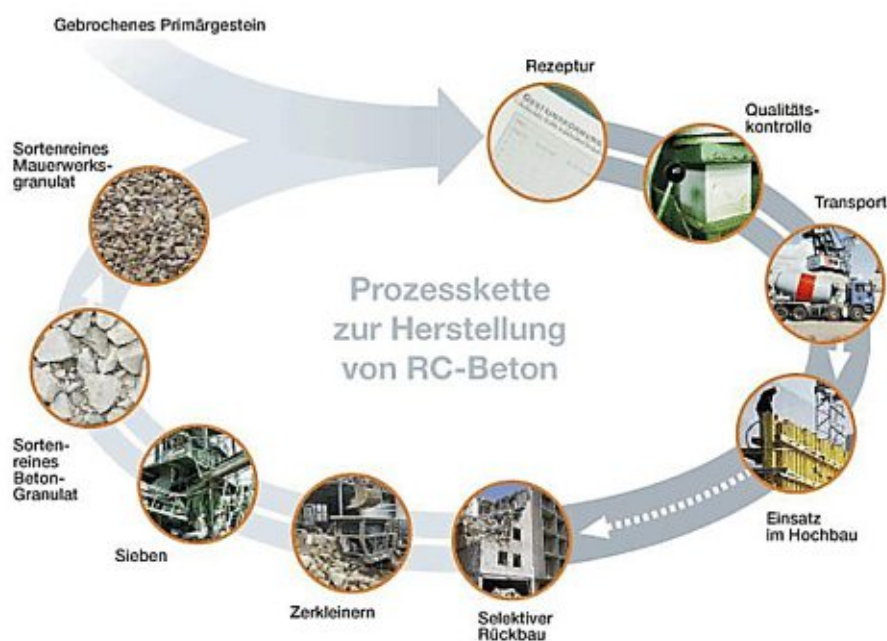 Gebrochenes Primärgestein
Rezeptur
Qualitäts-
kontrolle
Transport
Einsatz
im Hochbau
Selektiver
Rückbau
Zerkleinern
Sieben
Sorten-
reines
Beton-
Granulat
Sortenreines
Mauerwerks-
granulat
Prozesskette
zur Herstellung
von RC-Beton